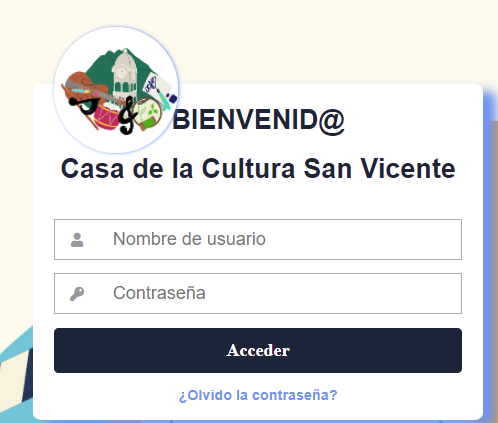 BIENVENID@
Casa de la Cultura San Vicente
Nombre de usuario
Contraseña
Acceder
¿Olvido la contraseña?